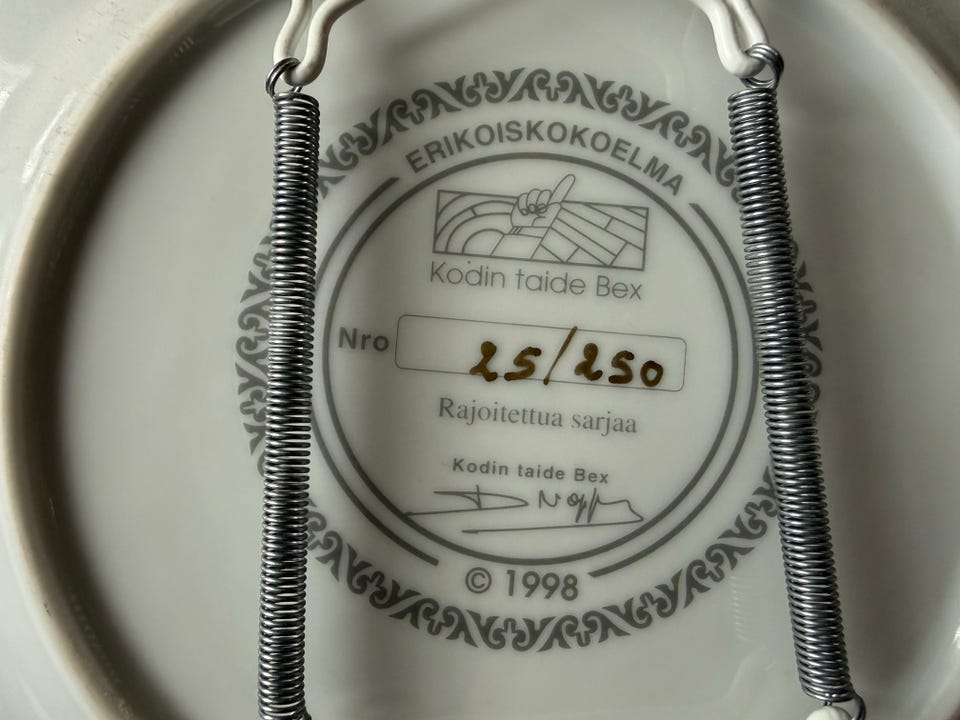 ERIKOISKOKOELMA
Kodin taide Bex
Nro 25/250
Rajoitettua sarjaa
Kodin taide Bex
© 1998